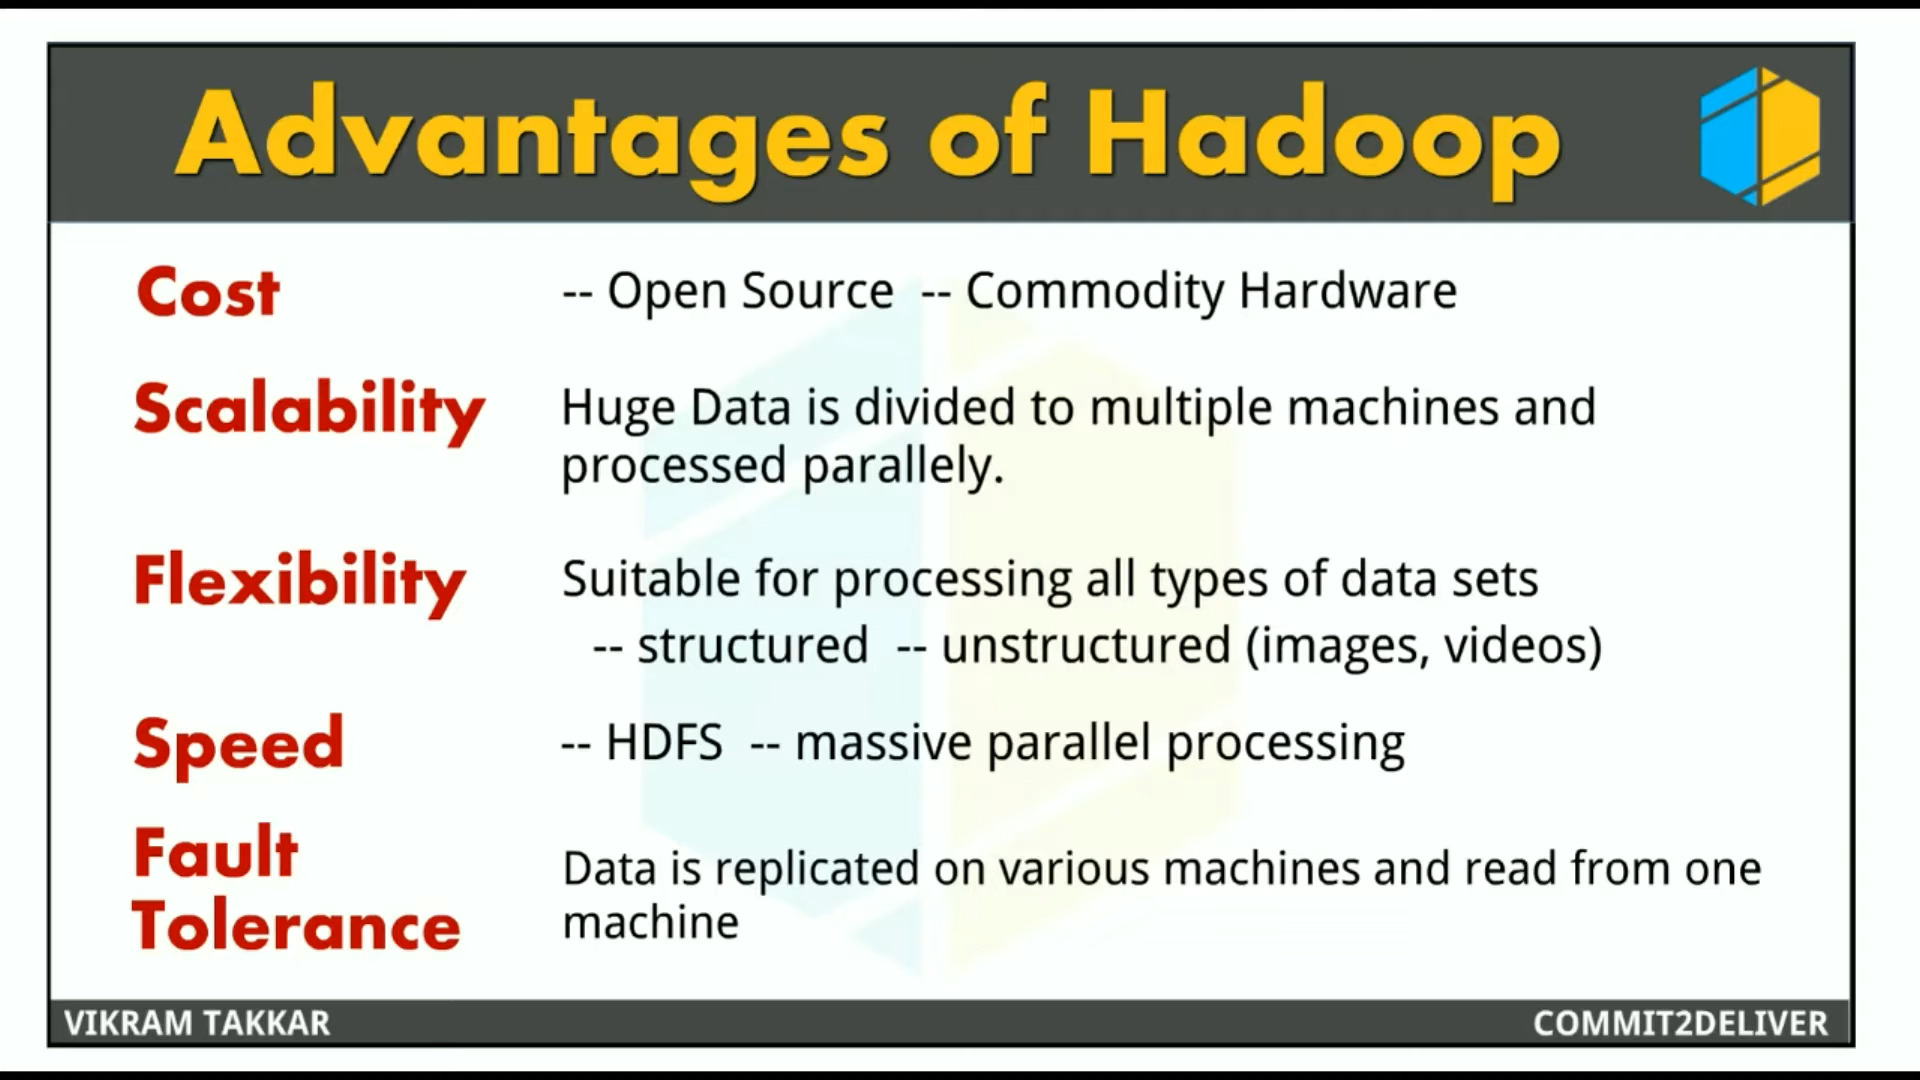 Advantages of Hadoop
Cost -- Open Source -- Commodity Hardware
Scalability Huge Data is divided to multiple machines and
processed parallely.
Flexibility Suitable for processing all types of data sets
-- structured -- unstructured (images, videos)
Speed -- HDFS -- massive parallel processing
Fault
Tolerance
Data is replicated on various machines and read from one
machine
VIKRAM TAKKAR COMMIT2DELIVER